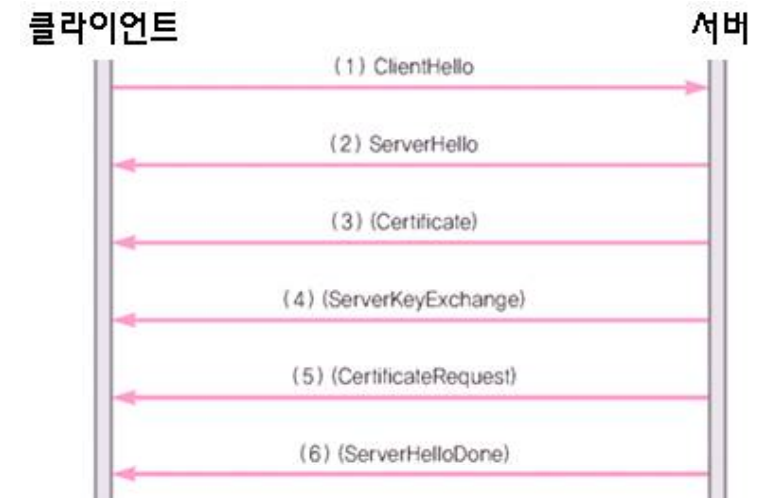 클라이언트
서버
(1) ClientHello
(2) ServerHello
(3) (Certificate)
(4) (ServerKeyExchange)
(5) (CertificateRequest)
(6) (ServerHelloDone)